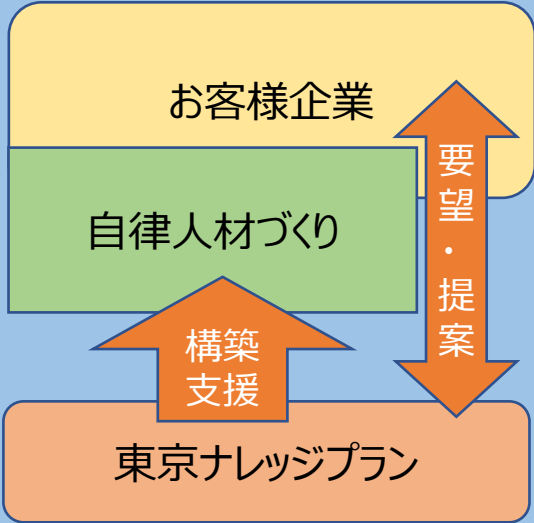 お客様企業
自律人材づくり
要望・提案
構築
支援
東京ナレッジプラン